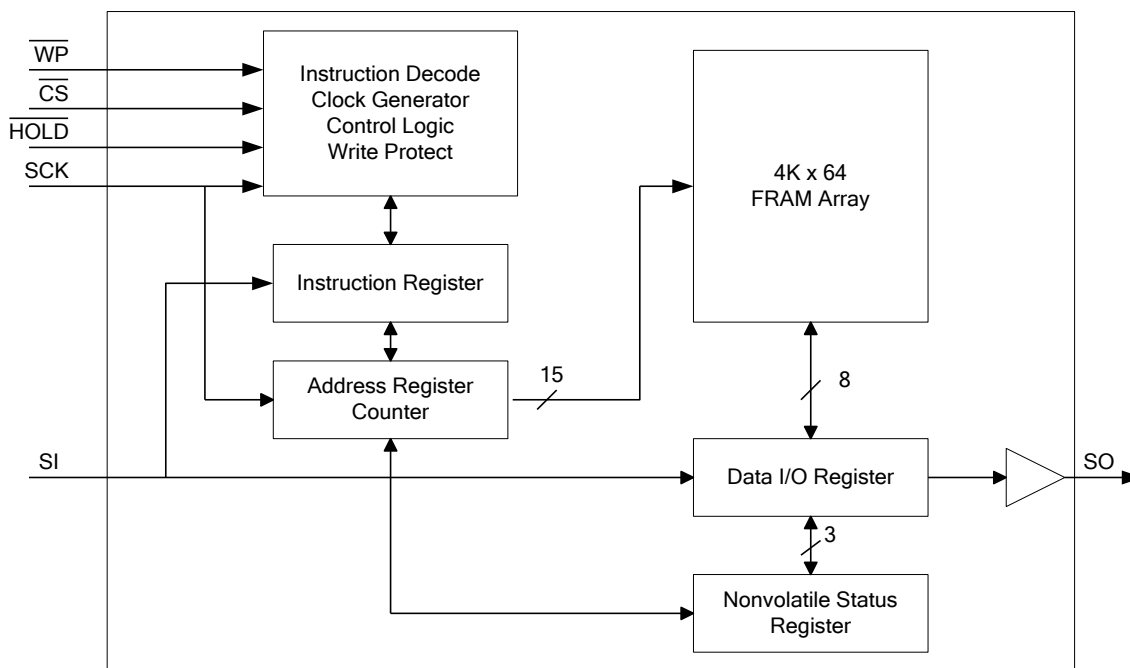 WP
CS
HOLD
SCK
Instruction Decode
Clock Generator
Control Logic
Write Protect
4K x 64
FRAM Array
Instruction Register
Address Register
Counter
15
8
SI
Data I/O Register
SO
3
Nonvolatile Status
Register